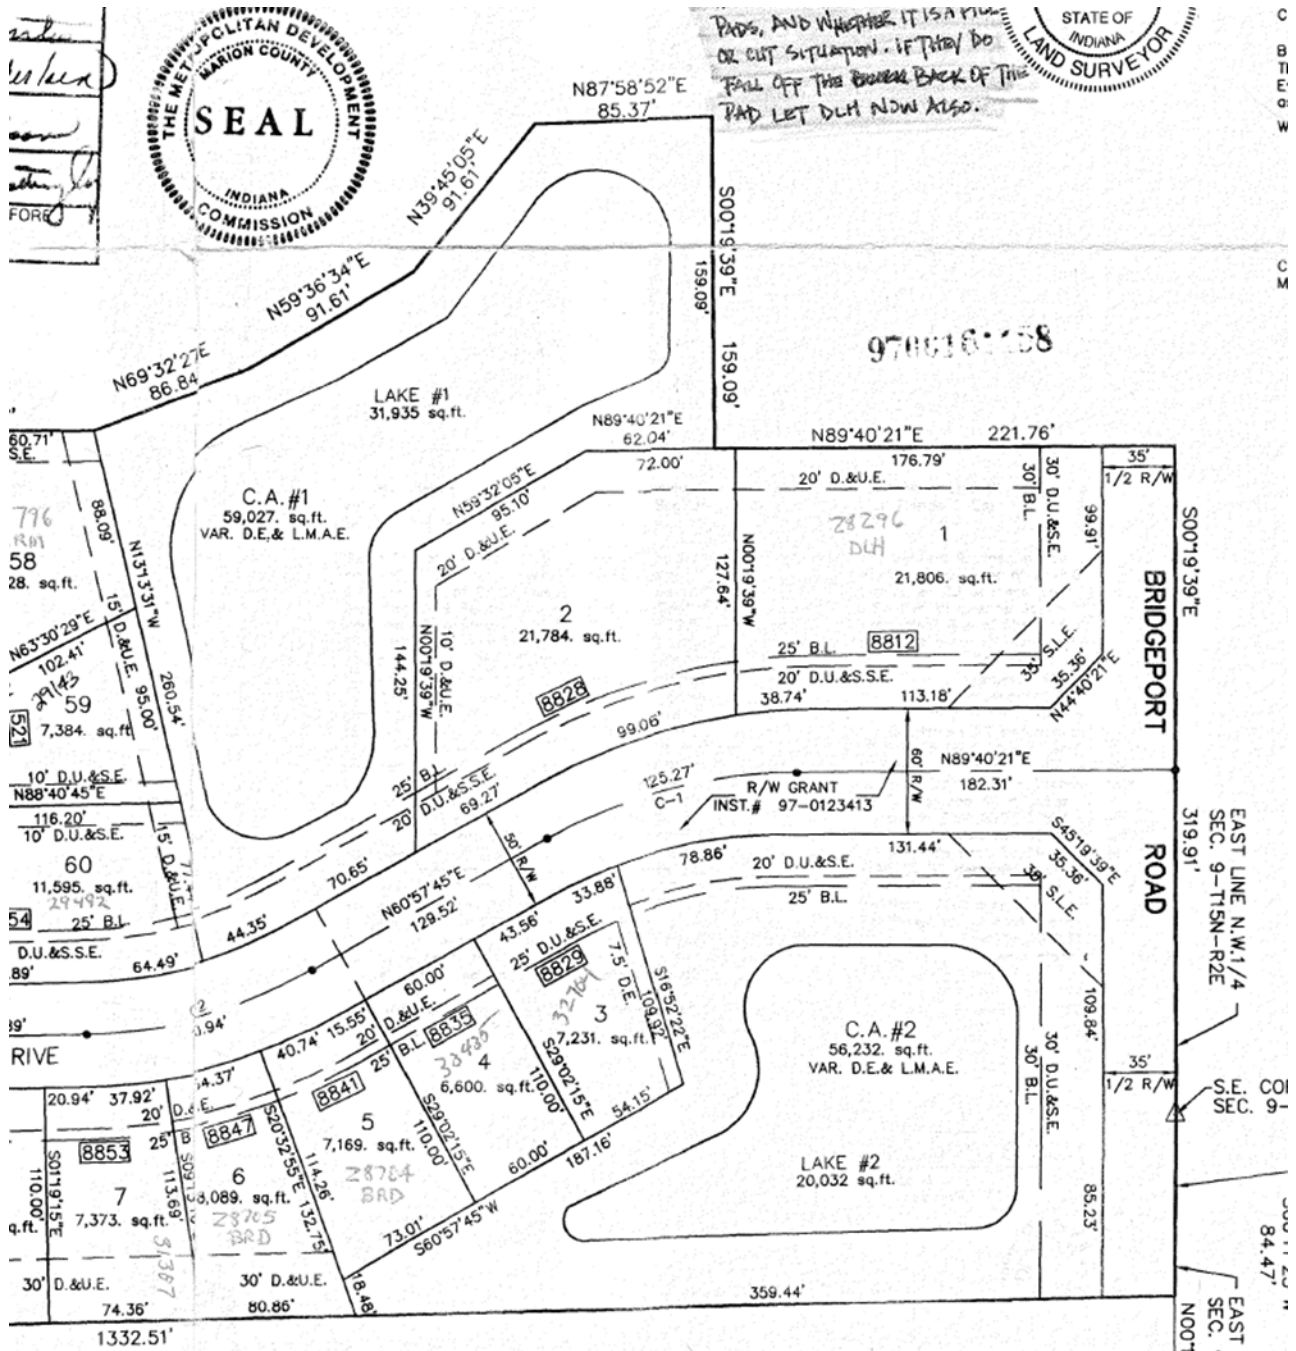 THE METROPOLITAN DEVELOPMENT
MARION COUNTY
SEAL
INDIANA
COMMISSION
FORE
PADS, AND WHETHER IT IS A FILL
OR CUT SITUATION. IF THEY DO
FALL OFF THE BACK OF THE
PAD LET DLH NOW ALSO.
STATE OF
INDIANA
LAND SURVEYOR
N87°58'52"E
85.37'
N39°45'05"E
91.61'
N59°36'34"E
91.61'
N69°32'27E
86.84
S00°19'39"E
159.09'
159.09'
LAKE #1
31,935 sq.ft.
N89°40'21"E
62.04'
72.00'
N89°40'21"E 221.76'
176.79'
20' D.&U.E.
30' D.U.&S.E.
30' B.L.
35'
1/2 R/W
60.71'
S.E.
88.09'
C.A.#1
59,027. sq.ft.
VAR. D.E,& L.M.A.E.
N59°32'05"E
95.10'
20' D.&U.E.
28296
DLH
1
21,806. sq.ft.
99.91'
S00°19'39"E
796
58
28. sq.ft.
N13°13'31"W
260.54'
15' D.&U.E.
95.00'
N63°30'29"E
102.41'
29143
59
7,384. sq.ft.
521
2
21,784. sq.ft.
N00°19'39"W
127.64'
144.25'
10' D.&U.E.
N00°19'39"W
8828
25' B.L.
8812
20' D.U.&S.S.E.
35' S.L.E.
35.36'
N44°40'21"E
38.74'
113.18'
BRIDGEPORT
ROAD
99.06'
25' B.L.
20' D.U.&S.S.E.
69.27'
125.27'
C-1
R/W GRANT
INST.# 97-0123413
60' R/W
N89°40'21"E
182.31'
10' D.U.&S.E.
N88°40'45"E
116.20'
10' D.U.&S.E.
60
11,595. sq.ft.
29492
15' D.&U.E.
25' B.L.
54
D.U.&S.S.E.
.89'
64.49'
44.35'
70.65'
N60°57'45"E
129.52'
50' R/W
78.86'
131.44'
20' D.U.&S.E.
25' B.L.
S45°19'39"E
35.36'
35' S.L.E.
319.91'
EAST LINE N.W.1/4
SEC. 9-T15N-R2E
33.88'
43.56'
25' D.U.&S.E.
8829
32704
3
7,231. sq.ft.
7.5' D.E.
S16°52'22"E
109.92'
60.00'
15.55'
40.74'
20' D.&U.E.
25' B.L.
8835
4
6,600. sq.ft.
S29°02'15"E
110.00'
54.15'
C.A.#2
56,232. sq.ft.
VAR. D.E.& L.M.A.E.
109.84'
30' D.U.&S.E.
30' B.L.
35'
1/2 R/W
S.E. CO
SEC. 9-
RIVE
20.94' 37.92'
20' D.&.E.
25' B
8853
8847
8841
5
7,169. sq.ft.
28704
BRD
S29°02'15"E
110.00'
60.00'
187.16'
73.01'
S60°57'45"W
S20°32'55"E
114.26'
132.75'
18.48'
S01°19'15"E
110.00'
7
7,373. sq.ft.
113.69'
31387
6
8,089. sq.ft.
28705
BRD
LAKE #2
20,032 sq.ft.
85.23'
84.47'
30' D.&U.E.
30' D.&U.E.
74.36'
80.86'
359.44'
1332.51'
EAST
SEC.